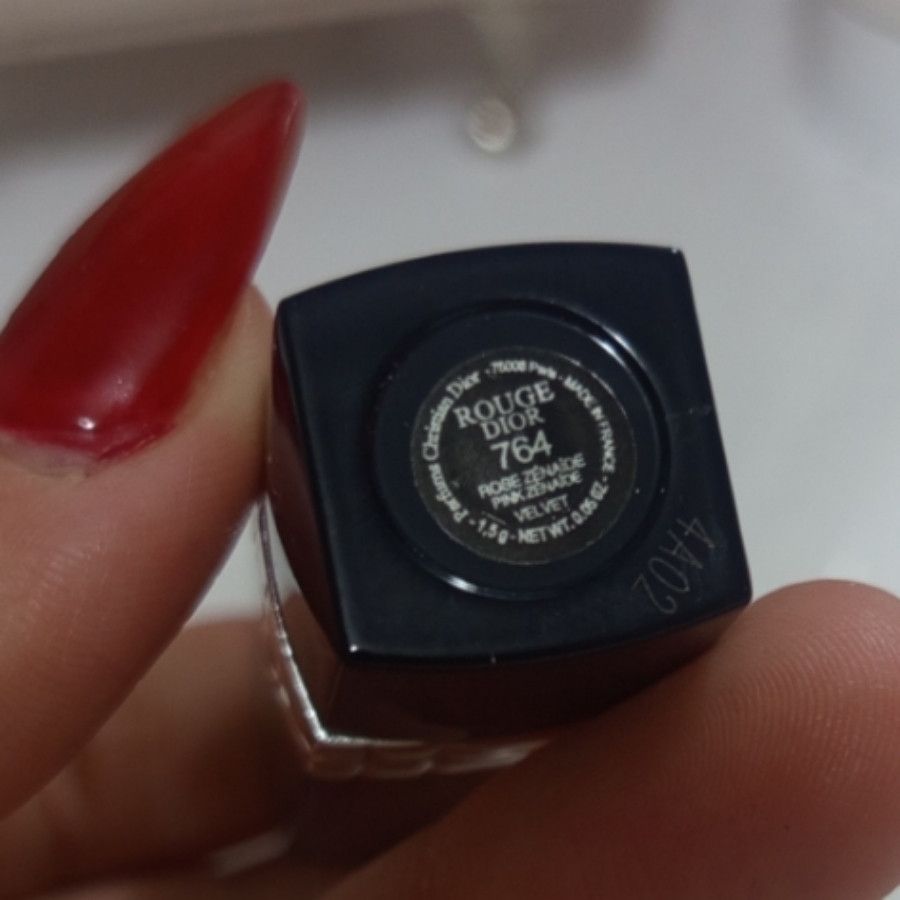 Parfums Christian Dior · 75008 Paris · MADE IN FRANCE ·
ROUGE
DIOR
764
ROSE ZÉNAÏDE
PINK ZÉNAÏDE
VELVET
1,5 g - NET WT. 0.05 OZ
4A02